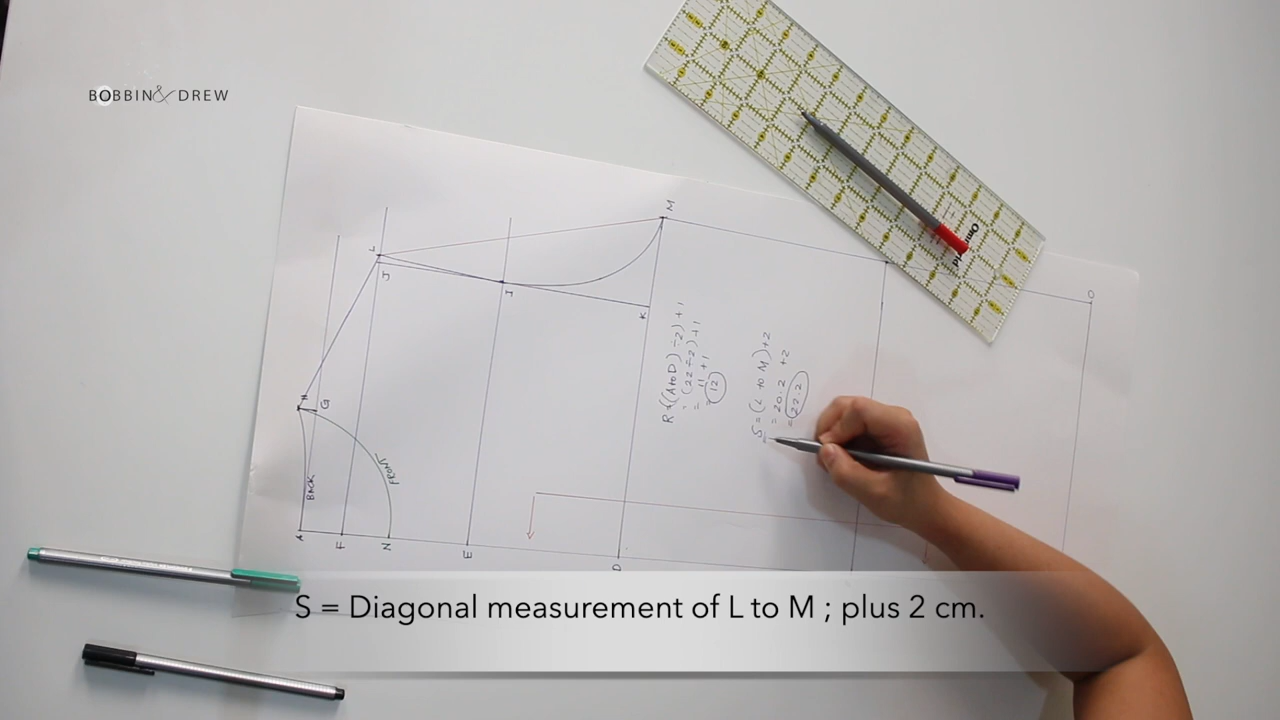 BOBBIN & DREW
M
L
J
I
K
O
H
G
R = ((A to D) ÷ 2) + 1
= (22 ÷ 2) + 1
= 11 + 1
= 12
S = (L to M) + 2
= 20.2 + 2
= 22.2
FRONT
BACK
A
F
N
E
D
S = Diagonal measurement of L to M ; plus 2 cm.